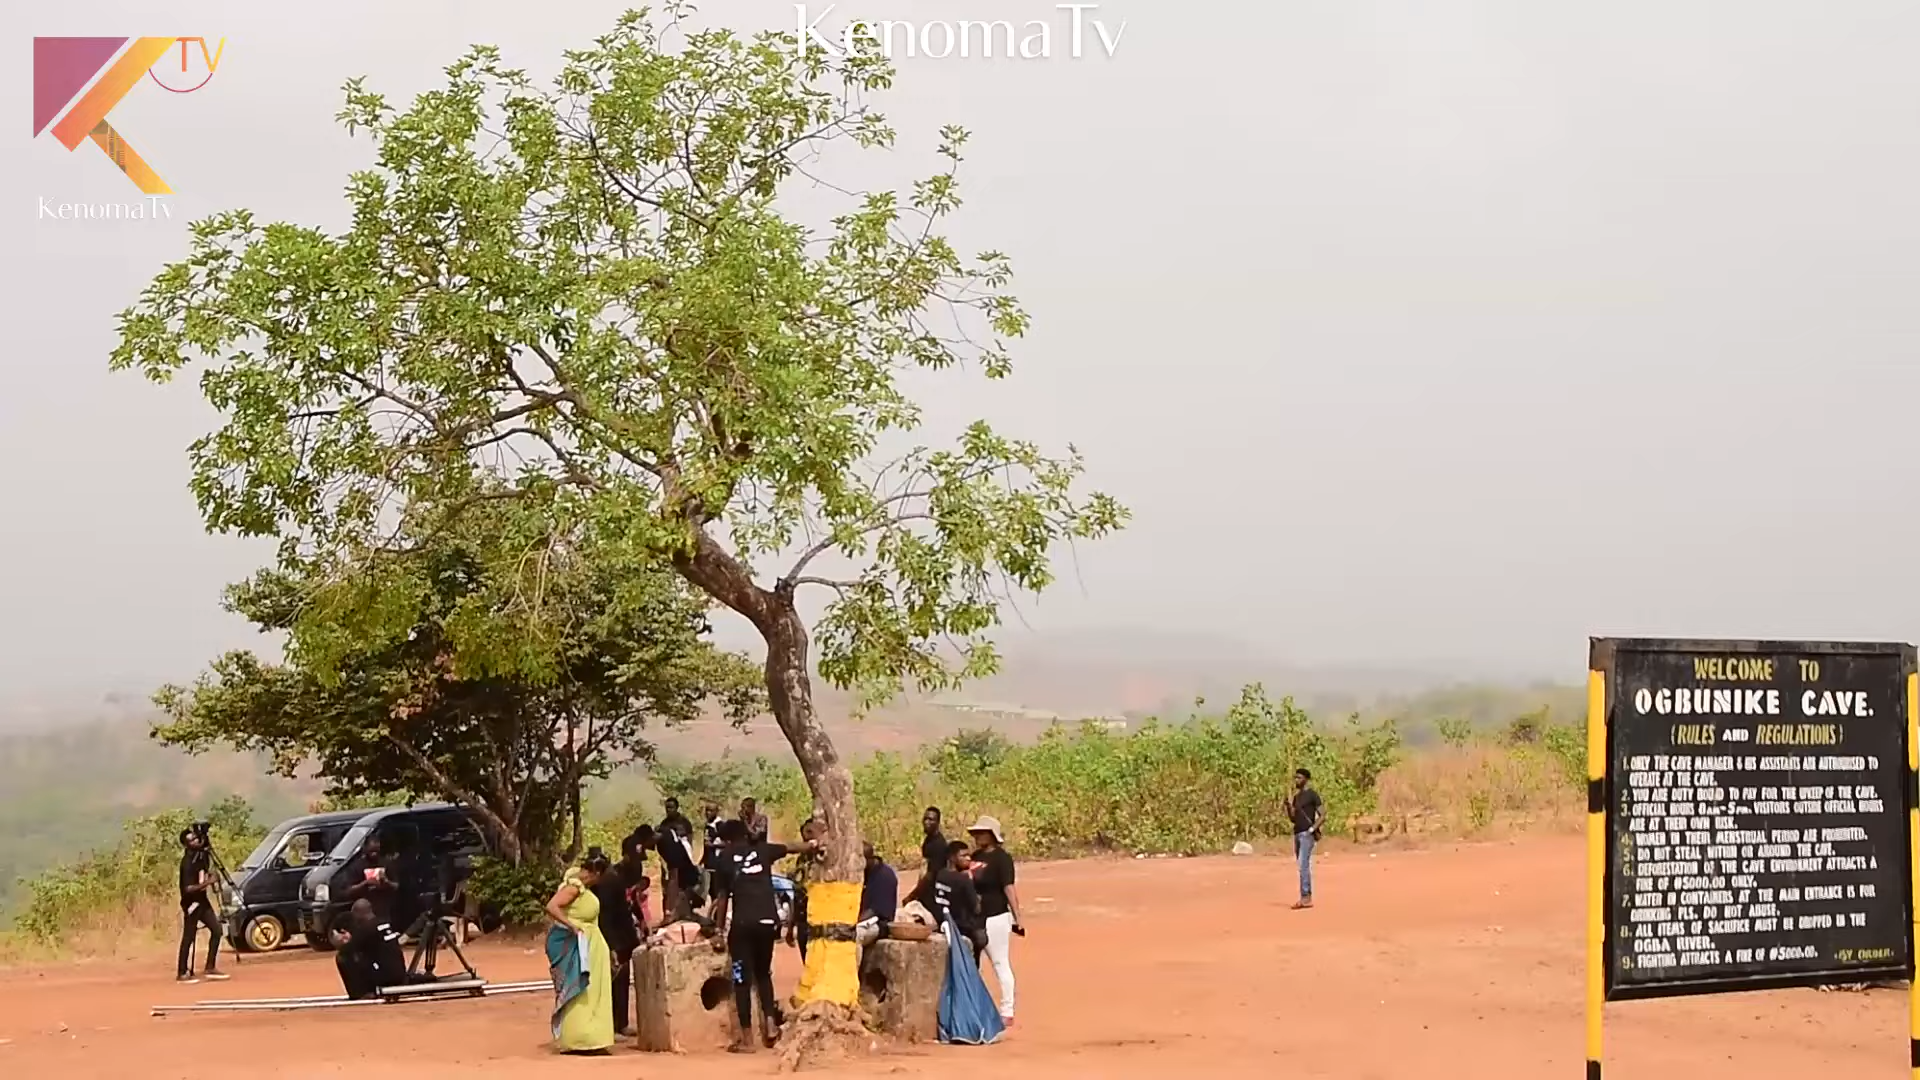 KenomaTv
TV
KenomaTv
WELCOME TO
OGBUNIKE CAVE.
(RULES AND REGULATIONS)
1. ONLY THE CAVE MANAGER & HIS ASSISTANTS ARE AUTHOURISED TO
OPERATE AT THE CAVE.
2. YOU ARE DUTY BOUND TO PAY FOR THE UPKEEP OF THE CAVE.
3. OFFICIAL HOURS 8AM-5PM. VISITORS OUTSIDE OFFICIAL HOURS
ARE AT THEIR OWN RISK.
4. WOMEN IN THEIR MENSTRUAL PERIOD ARE PROHIBITED.
5. DO NOT STEAL WITHIN OR AROUND THE CAVE.
6. DEFORESTATION OF THE CAVE ENVIRONMENT ATTRACTS A
FINE OF ₦5000.00 ONLY.
7. WATER IN CONTAINERS AT THE MAIN ENTRANCE IS FOR
DRINKING PLS. DO NOT ABUSE.
8. ALL ITEMS OF SACRIFICE MUST BE DROPPED IN THE
OGBA RIVER.
9. FIGHTING ATTRACTS A FINE OF ₦5000.00. -BY ORDER.